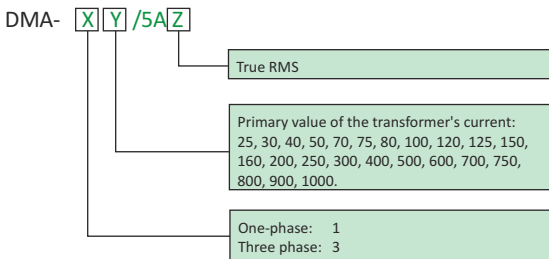 DMA- X Y /5A Z
True RMS
Primary value of the transformer's current:
25, 30, 40, 50, 70, 75, 80, 100, 120, 125, 150,
160, 200, 250, 300, 400, 500, 600, 700, 750,
800, 900, 1000.
One-phase: 1
Three phase: 3